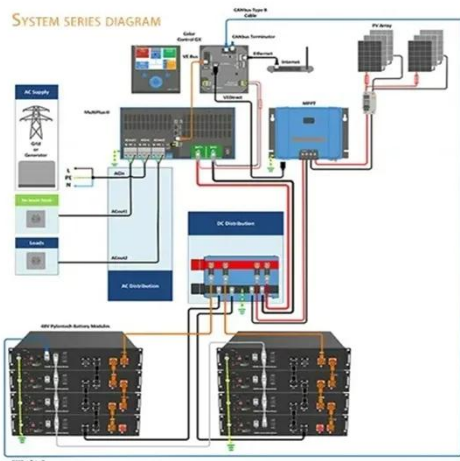 SYSTEM SERIES DIAGRAM
CANbus Type B
Cable
PV Array
Color
Control GX
CANbus Terminator
VE.Bus
Ethernet
Internet
AC Supply
VE.Direct
MPPT
Grid
or
Generator
L
PE
N
ACin
ACout1
Loads
DC Distribution
ACout2
AC Distribution
48V Pylontech Battery Modules